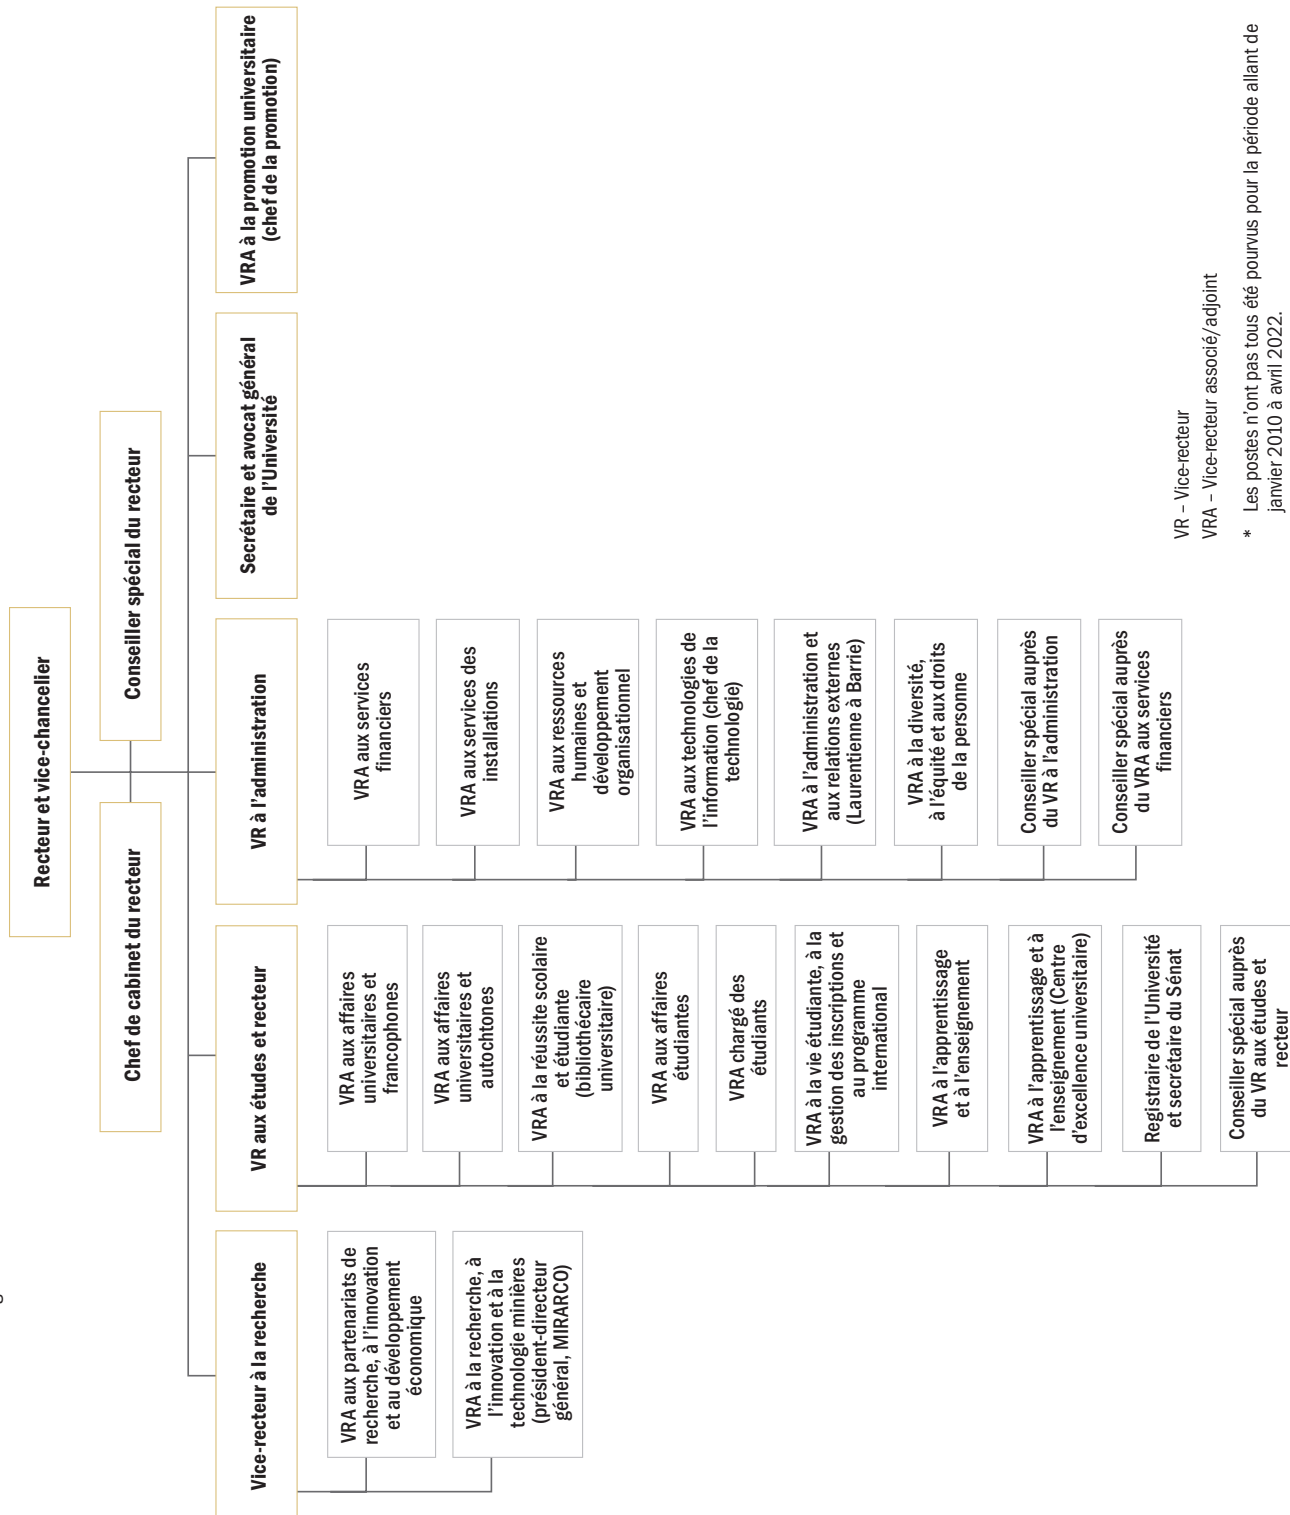 Recteur et vice-chancelier
Chef de cabinet du recteur
Conseiller spécial du recteur
Vice-recteur à la recherche
VRA aux partenariats de
recherche, à l'innovation
et au développement
économique
VRA à la recherche, à
l'innovation et à la
technologie minières
(président-directeur
général, MIRARCO)
VR aux études et recteur
VRA aux affaires
universitaires et
francophones
VRA aux affaires
universitaires et
autochtones
VRA à la réussite scolaire
et étudiante
(bibliothécaire
universitaire)
VRA aux affaires
étudiantes
VRA chargé des
étudiants
VRA à la vie étudiante, à la
gestion des inscriptions et
au programme
international
VRA à l'apprentissage
et à l'enseignement
VRA à l'apprentissage et à
l'enseignement (Centre
d'excellence universitaire)
Registraire de l'Université
et secrétaire du Sénat
Conseiller spécial auprès
du VR aux études et
recteur
VR à l'administration
VRA aux services
financiers
VRA aux services des
installations
VRA aux ressources
humaines et
développement
organisationnel
VRA aux technologies de
l'information (chef de la
technologie)
VRA à l'administration et
aux relations externes
(Laurentienne à Barrie)
VRA à la diversité,
à l'équité et aux droits
de la personne
Conseiller spécial auprès
du VR à l'administration
Conseiller spécial auprès
du VRA aux services
financiers
Secrétaire et avocat général
de l'Université
VRA à la promotion universitaire
(chef de la promotion)
VR – Vice-recteur
VRA – Vice-recteur associé/adjoint
* Les postes n'ont pas tous été pourvus pour la période allant de
janvier 2010 à avril 2022.